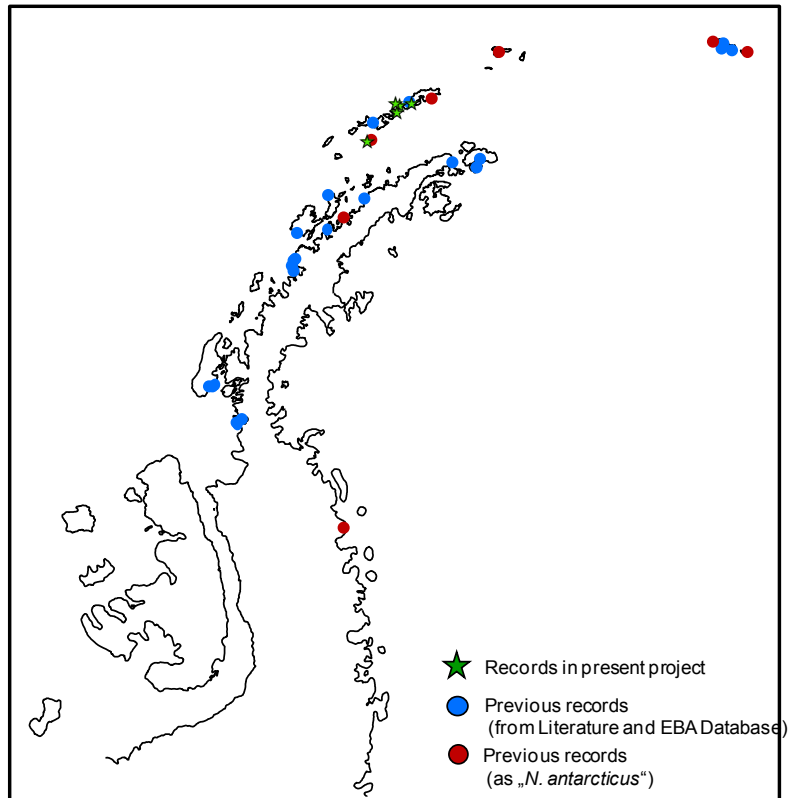 Records in present project
Previous records
(from Literature and EBA Database)
Previous records
(as „N. antarcticus“)